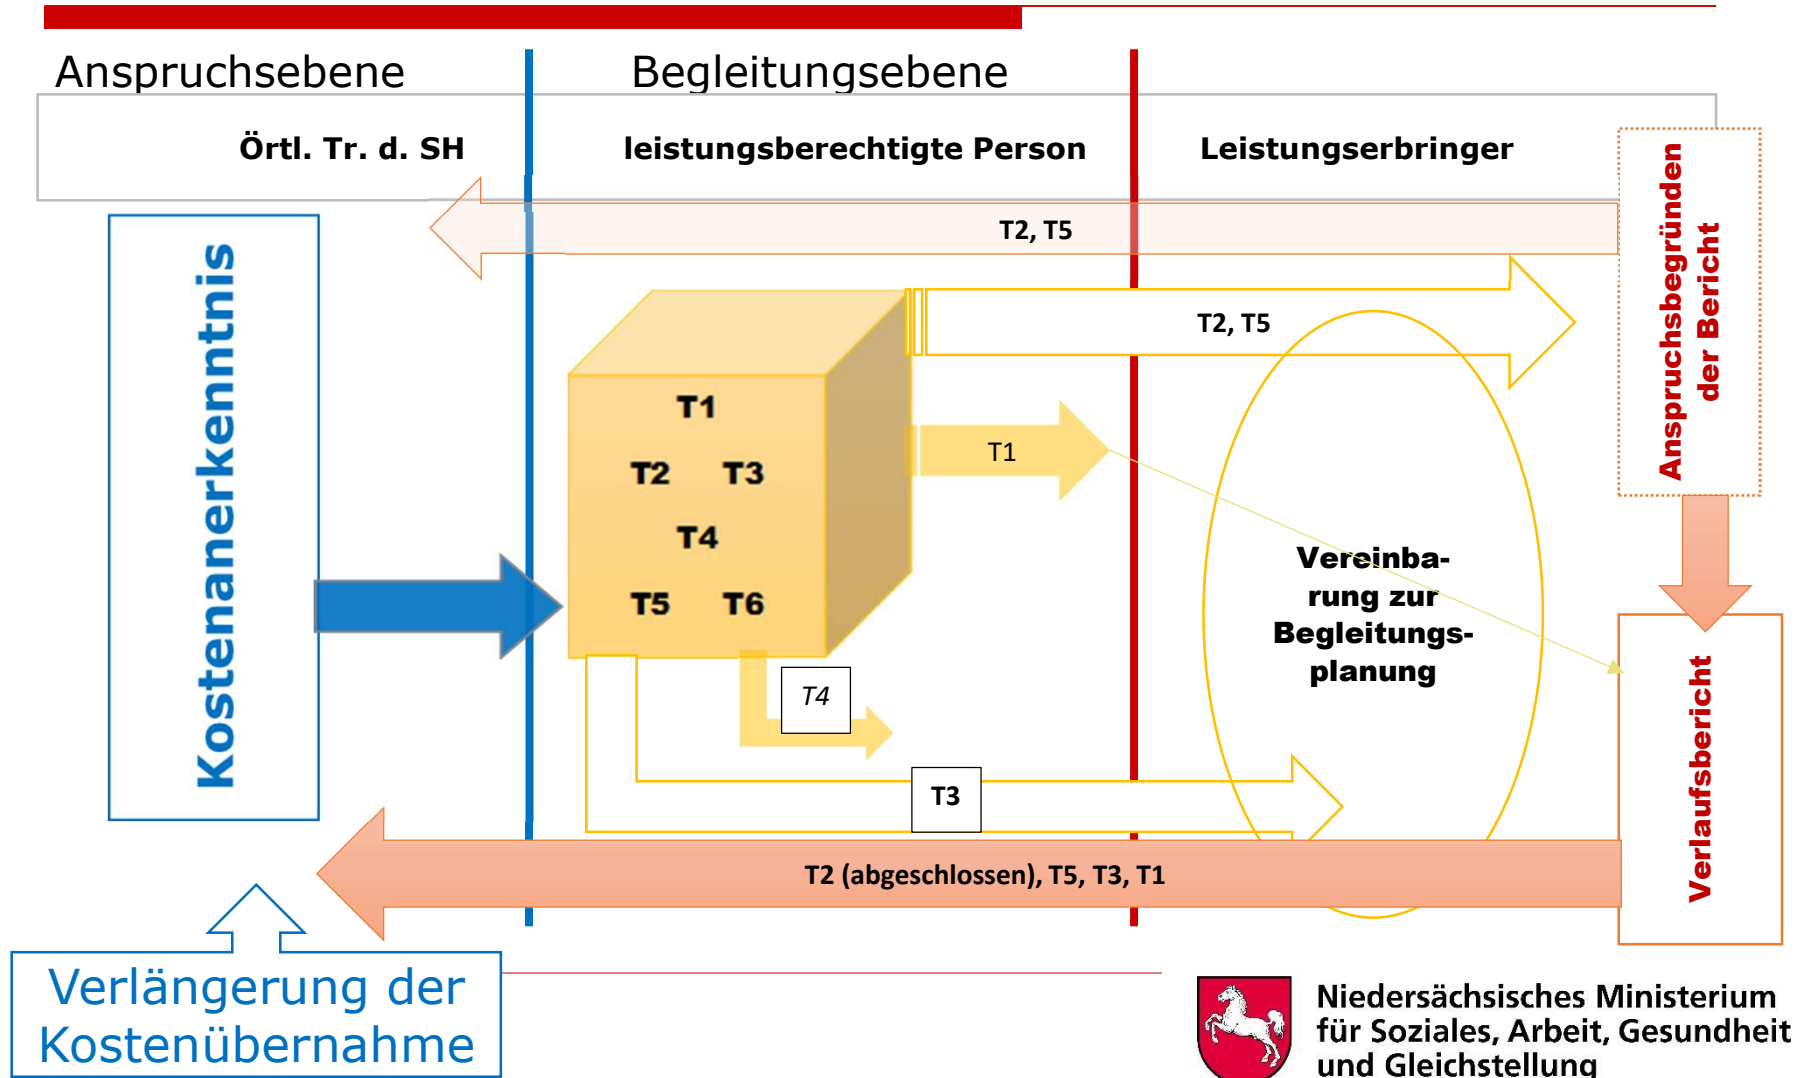 Anspruchsebene
Begleitungsebene
Örtl. Tr. d. SH
leistungsberechtigte Person
Leistungserbringer
Anspruchsbegründen
der Bericht
T2, T5
Kostenanerkenntnis
T2, T5
T1
T2 T3
T4
T5 T6
T1
Vereinba-
rung zur
Begleitungs-
planung
T4
T3
Verlaufsbericht
T2 (abgeschlossen), T5, T3, T1
Verlängerung der
Kostenübernahme
Niedersächsisches Ministerium
für Soziales, Arbeit, Gesundheit
und Gleichstellung